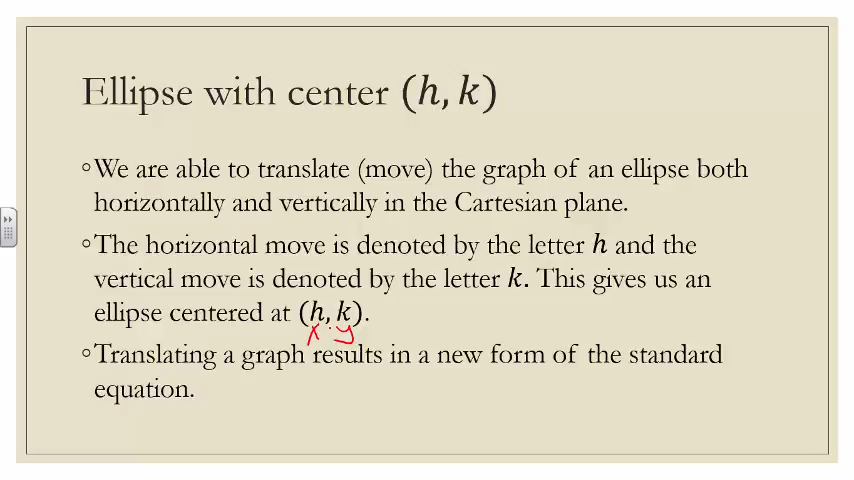 Ellipse with center (h, k)
◦We are able to translate (move) the graph of an ellipse both
horizontally and vertically in the Cartesian plane.
◦The horizontal move is denoted by the letter h and the
vertical move is denoted by the letter k. This gives us an
ellipse centered at (h, k).
x, y
◦Translating a graph results in a new form of the standard
equation.